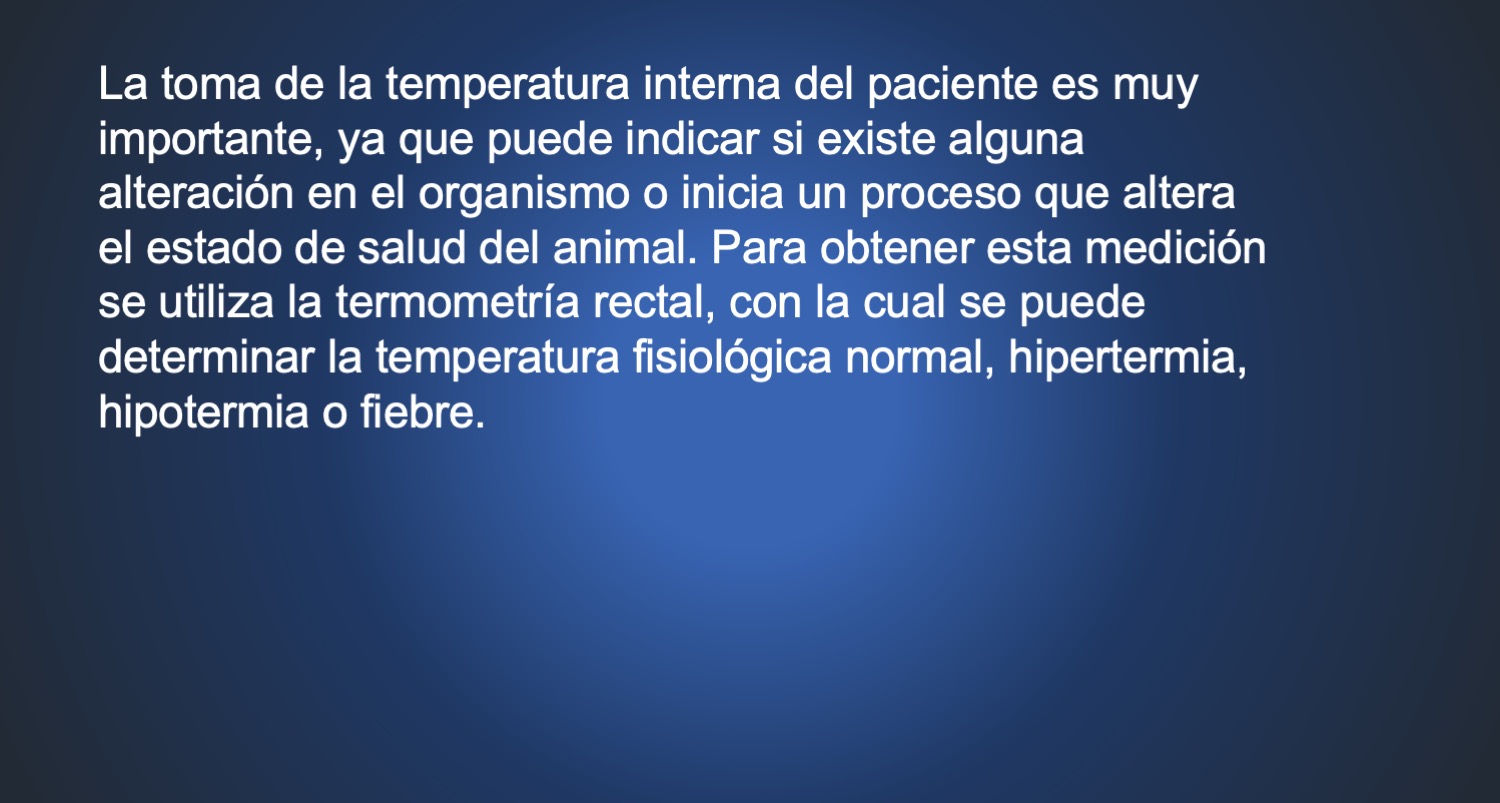 La toma de la temperatura interna del paciente es muy
importante, ya que puede indicar si existe alguna
alteración en el organismo o inicia un proceso que altera
el estado de salud del animal. Para obtener esta medición
se utiliza la termometría rectal, con la cual se puede
determinar la temperatura fisiológica normal, hipertermia,
hipotermia o fiebre.